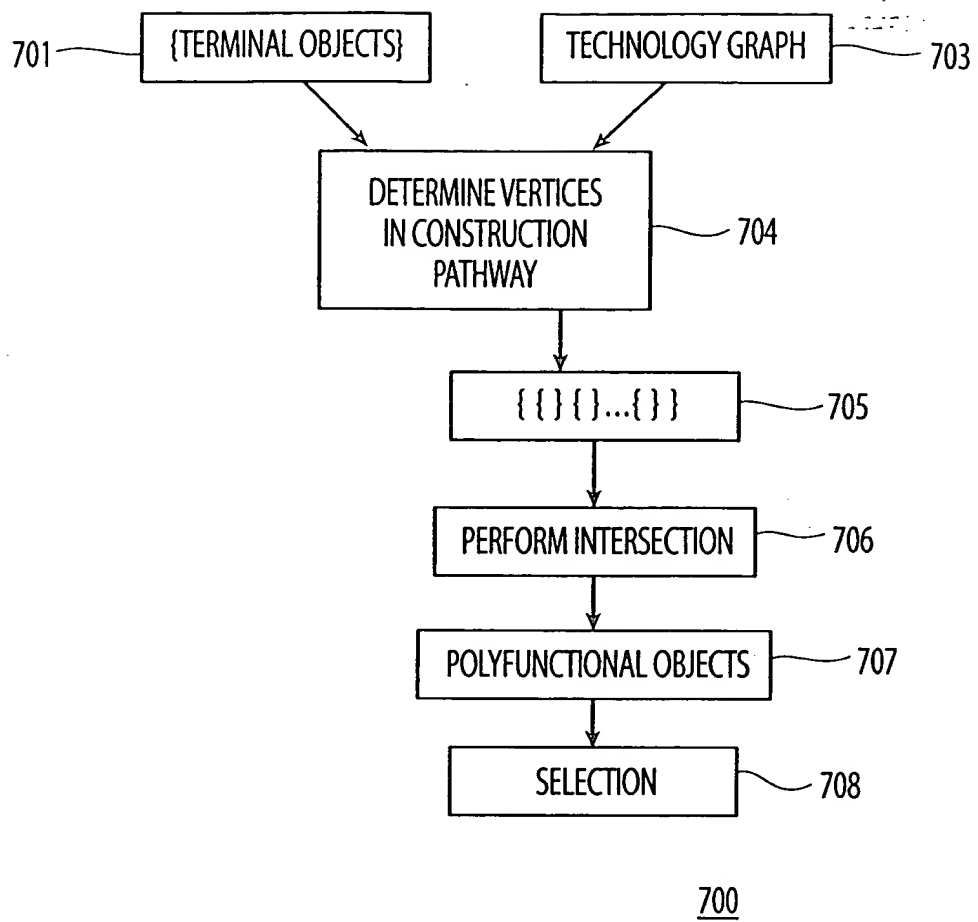 701
{TERMINAL OBJECTS}
TECHNOLOGY GRAPH
703
DETERMINE VERTICES
IN CONSTRUCTION
PATHWAY
704
{ { } { }...{ } }
705
PERFORM INTERSECTION
706
POLYFUNCTIONAL OBJECTS
707
SELECTION
708
700